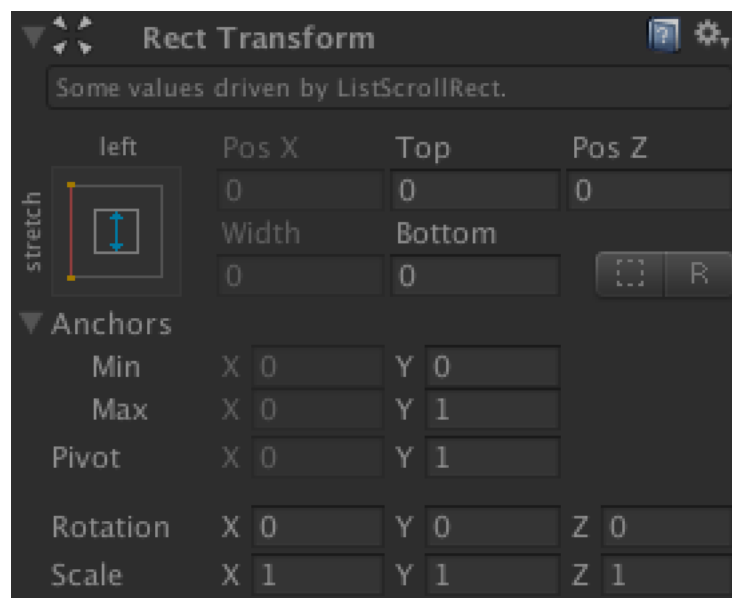 Rect Transform
Some values driven by ListScrollRect.
left Pos X Top Pos Z
stretch 0 0 0
Width Bottom
0 0 R
Anchors
Min X 0 Y 0
Max X 0 Y 1
Pivot X 0 Y 1
Rotation X 0 Y 0 Z 0
Scale X 1 Y 1 Z 1